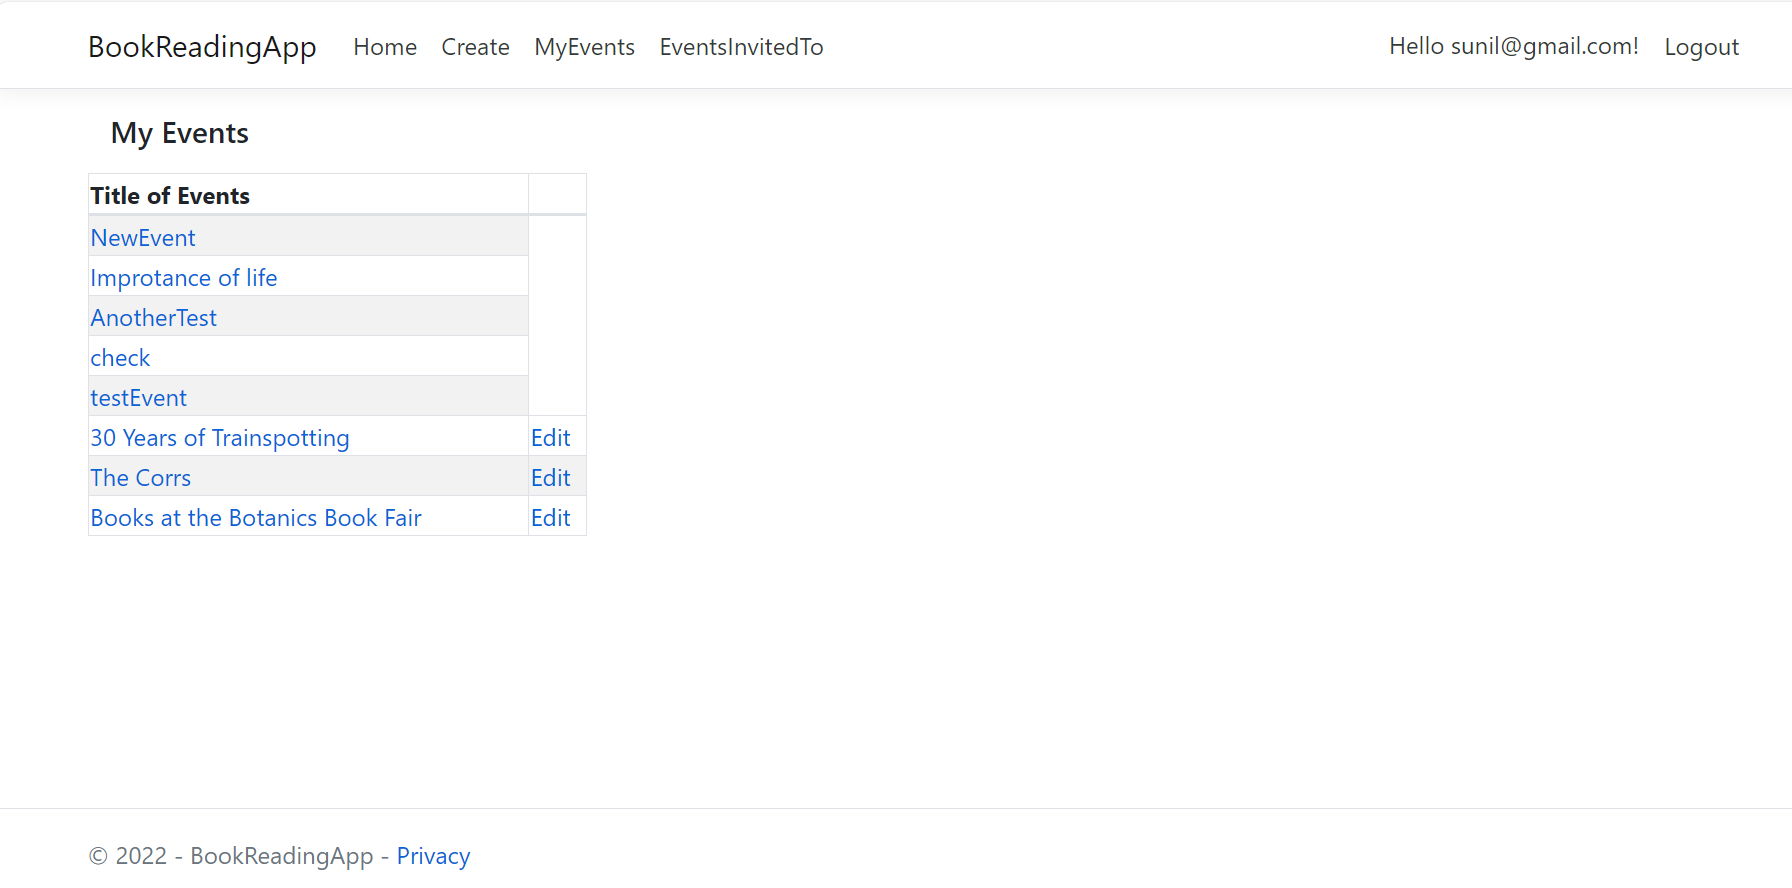 BookReadingApp Home Create MyEvents EventsInvitedTo Hello sunil@gmail.com! Logout
My Events
Title of Events
NewEvent
Improtance of life
AnotherTest
check
testEvent
30 Years of Trainspotting Edit
The Corrs Edit
Books at the Botanics Book Fair Edit
© 2022 - BookReadingApp - Privacy